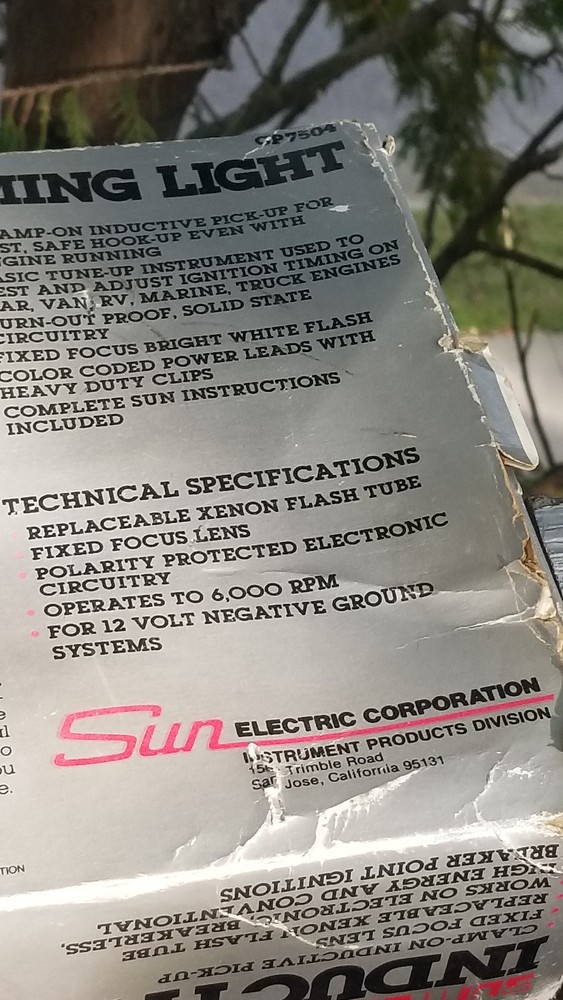 CP7504
MING LIGHT
AMP-ON INDUCTIVE PICK-UP FOR
ST, SAFE HOOK-UP EVEN WITH
NGINE RUNNING
ASIC TUNE-UP INSTRUMENT USED TO
EST AND ADJUST IGNITION TIMING ON
AR, VAN, RV, MARINE, TRUCK ENGINES
URN-OUT PROOF, SOLID STATE
CIRCUITRY
FIXED FOCUS BRIGHT WHITE FLASH
COLOR CODED POWER LEADS WITH
HEAVY DUTY CLIPS
COMPLETE SUN INSTRUCTIONS
INCLUDED
TECHNICAL SPECIFICATIONS
• REPLACEABLE XENON FLASH TUBE
• FIXED FOCUS LENS
• POLARITY PROTECTED ELECTRONIC
CIRCUITRY
• OPERATES TO 6,000 RPM
• FOR 12 VOLT NEGATIVE GROUND
SYSTEMS
Sun ELECTRIC CORPORATION
INSTRUMENT PRODUCTS DIVISION
Trimble Road
San Jose, California 95131
TION
INDUCTI
CLAMP-ON INDUCTIVE PICK-UP
FIXED FOCUS LENS
REPLACEABLE XENON FLASH TUBE
WORKS ON ELECTRONIC, BREAKERLESS,
HIGH ENERGY AND CONVENTIONAL
BREAKER POINT IGNITIONS